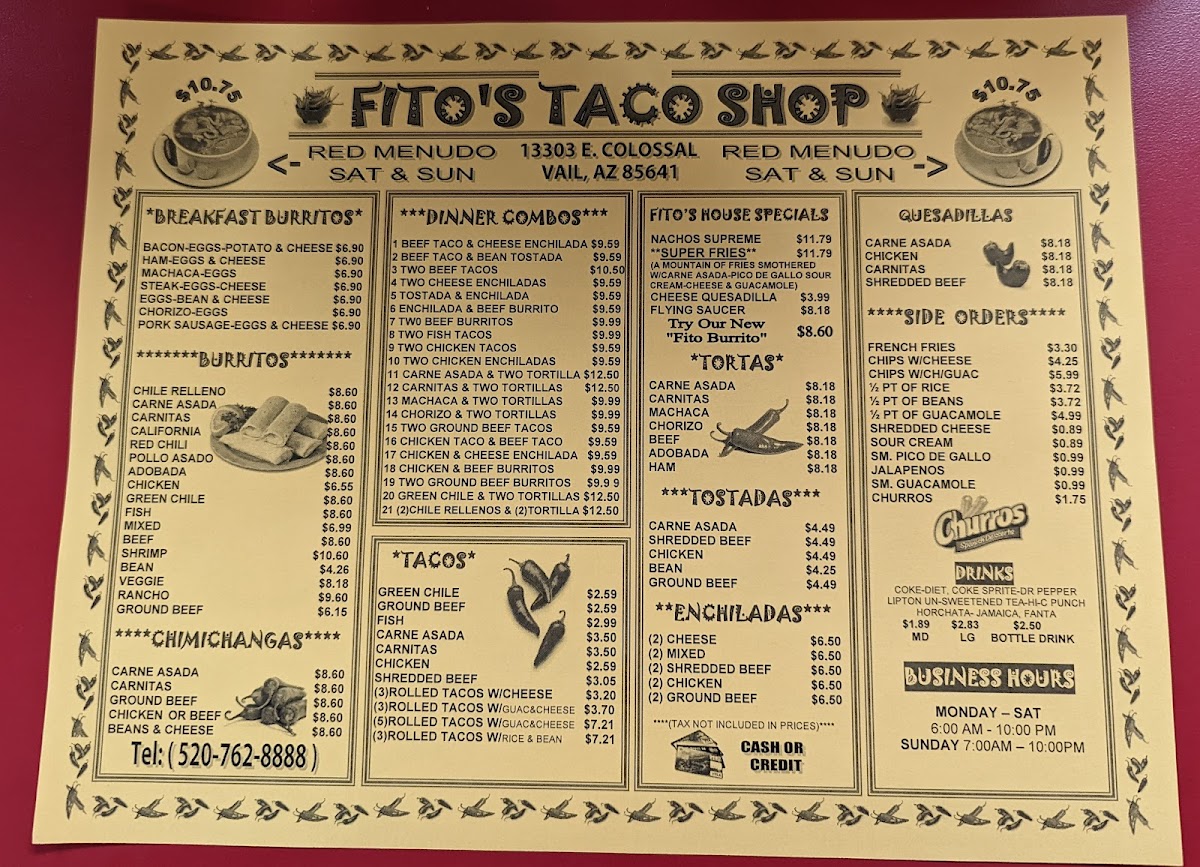 $10.75
FITO'S TACO SHOP
$10.75
<- RED MENUDO
SAT & SUN
13303 E. COLOSSAL
VAIL, AZ 85641
RED MENUDO ->
SAT & SUN
*BREAKFAST BURRITOS*
BACON-EGGS-POTATO & CHEESE $6.90
HAM-EGGS & CHEESE $6.90
MACHACA-EGGS $6.90
STEAK-EGGS-CHEESE $6.90
EGGS-BEAN & CHEESE $6.90
CHORIZO-EGGS $6.90
PORK SAUSAGE-EGGS & CHEESE $6.90
*******BURRITOS*******
CHILE RELLENO $8.60
CARNE ASADA $8.60
CARNITAS $8.60
CALIFORNIA $8.60
RED CHILI $8.60
POLLO ASADO $8.60
ADOBADA $8.60
CHICKEN $6.55
GREEN CHILE $8.60
FISH $8.60
MIXED $6.99
BEEF $8.60
SHRIMP $10.60
BEAN $4.26
VEGGIE $8.18
RANCHO $9.60
GROUND BEEF $6.15
****CHIMICHANGAS****
CARNE ASADA $8.60
CARNITAS $8.60
GROUND BEEF $8.60
CHICKEN OR BEEF $8.60
BEANS & CHEESE $8.60
Tel: ( 520-762-8888 )
***DINNER COMBOS***
1 BEEF TACO & CHEESE ENCHILADA $9.59
2 BEEF TACO & BEAN TOSTADA $9.59
3 TWO BEEF TACOS $10.50
4 TWO CHEESE ENCHILADAS $9.59
5 TOSTADA & ENCHILADA $9.59
6 ENCHILADA & BEEF BURRITO $9.59
7 TW0 BEEF BURRITOS $9.99
8 TWO FISH TACOS $9.99
9 TWO CHICKEN TACOS $9.59
10 TWO CHICKEN ENCHILADAS $9.59
11 CARNE ASADA & TWO TORTILLA $12.50
12 CARNITAS & TWO TORTILLAS $12.50
13 MACHACA & TWO TORTILLAS $9.99
14 CHORIZO & TWO TORTILLAS $9.99
15 TWO GROUND BEEF TACOS $9.59
16 CHICKEN TACO & BEEF TACO $9.59
17 CHICKEN & CHEESE ENCHILADA $9.59
18 CHICKEN & BEEF BURRITOS $9.99
19 TWO GROUND BEEF BURRITOS $9.9 9
20 GREEN CHILE & TWO TORTILLAS $12.50
21 (2)CHILE RELLENOS & (2)TORTILLA $12.50
*TACOS*
GREEN CHILE $2.59
GROUND BEEF $2.59
FISH $2.99
CARNE ASADA $3.50
CARNITAS $3.50
CHICKEN $2.59
SHREDDED BEEF $3.05
(3)ROLLED TACOS W/CHEESE $3.20
(3)ROLLED TACOS W/GUAC&CHEESE $3.70
(5)ROLLED TACOS W/GUAC&CHEESE $7.21
(3)ROLLED TACOS W/RICE & BEAN $7.21
FITO'S HOUSE SPECIALS
NACHOS SUPREME $11.79
**SUPER FRIES** $11.79
(A MOUNTAIN OF FRIES SMOTHERED
W/CARNE ASADA-PICO DE GALLO SOUR
CREAM-CHEESE & GUACAMOLE)
CHEESE QUESADILLA $3.99
FLYING SAUCER $8.18
Try Our New
"Fito Burrito" $8.60
*TORTAS*
CARNE ASADA $8.18
CARNITAS $8.18
MACHACA $8.18
CHORIZO $8.18
BEEF $8.18
ADOBADA $8.18
HAM $8.18
***TOSTADAS***
CARNE ASADA $4.49
SHREDDED BEEF $4.49
CHICKEN $4.49
BEAN $4.25
GROUND BEEF $4.49
**ENCHILADAS***
(2) CHEESE $6.50
(2) MIXED $6.50
(2) SHREDDED BEEF $6.50
(2) CHICKEN $6.50
(2) GROUND BEEF $6.50
****(TAX NOT INCLUDED IN PRICES)****
CASH OR
CREDIT
QUESADILLAS
CARNE ASADA $8.18
CHICKEN $8.18
CARNITAS $8.18
SHREDDED BEEF $8.18
****SIDE ORDERS****
FRENCH FRIES $3.30
CHIPS W/CHEESE $4.25
CHIPS W/CH/GUAC $5.99
½ PT OF RICE $3.72
½ PT OF BEANS $3.72
½ PT OF GUACAMOLE $4.99
SHREDDED CHEESE $0.89
SOUR CREAM $0.89
SM. PICO DE GALLO $0.99
JALAPENOS $0.99
SM. GUACAMOLE $0.99
CHURROS $1.75
Churros
DRINKS
COKE-DIET, COKE SPRITE-DR PEPPER
LIPTON UN-SWEETENED TEA-HI-C PUNCH
HORCHATA- JAMAICA, FANTA
$1.89 $2.83 $2.50
MD LG BOTTLE DRINK
BUSINESS HOURS
MONDAY – SAT
6:00 AM - 10:00 PM
SUNDAY 7:00AM – 10:00PM